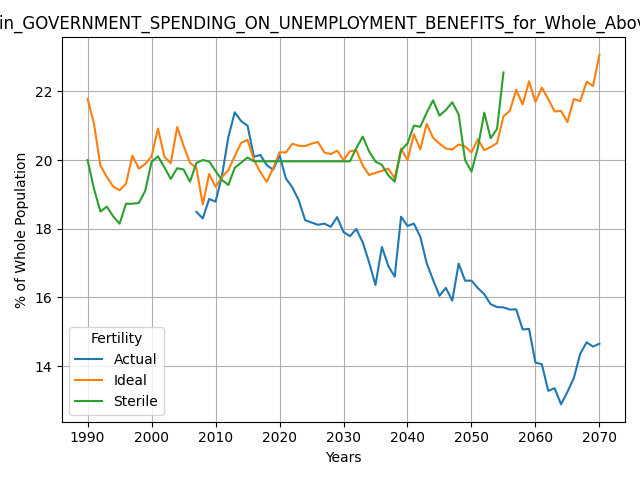 in_GOVERNMENT_SPENDING_ON_UNEMPLOYMENT_BENEFITS_for_Whole_Abov
22
20
18
16
14
% of Whole Population
Fertility
Actual
Ideal
Sterile
1990 2000 2010 2020 2030 2040 2050 2060 2070
Years